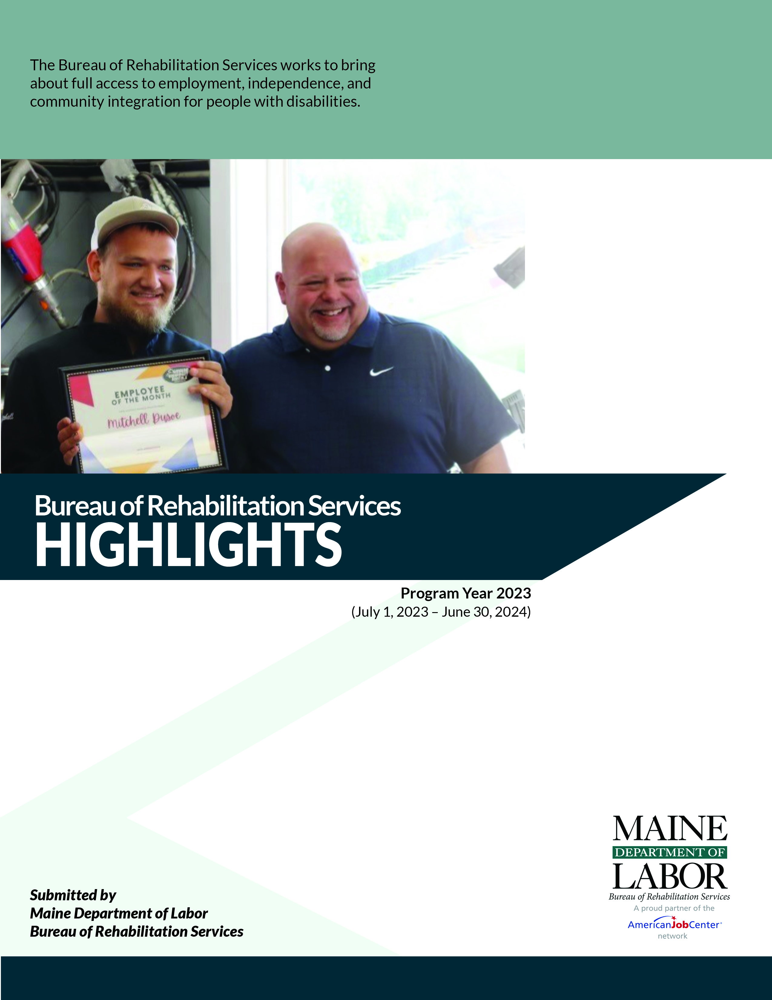 The Bureau of Rehabilitation Services works to bring
about full access to employment, independence, and
community integration for people with disabilities.
EMPLOYEE
OF THE MONTH
Mitchell Dusoe
Bureau of Rehabilitation Services
HIGHLIGHTS
Program Year 2023
(July 1, 2023 – June 30, 2024)
Submitted by
Maine Department of Labor
Bureau of Rehabilitation Services
MAINE
DEPARTMENT OF
LABOR
Bureau of Rehabilitation Services
A proud partner of the
AmericanJobCenter®
network